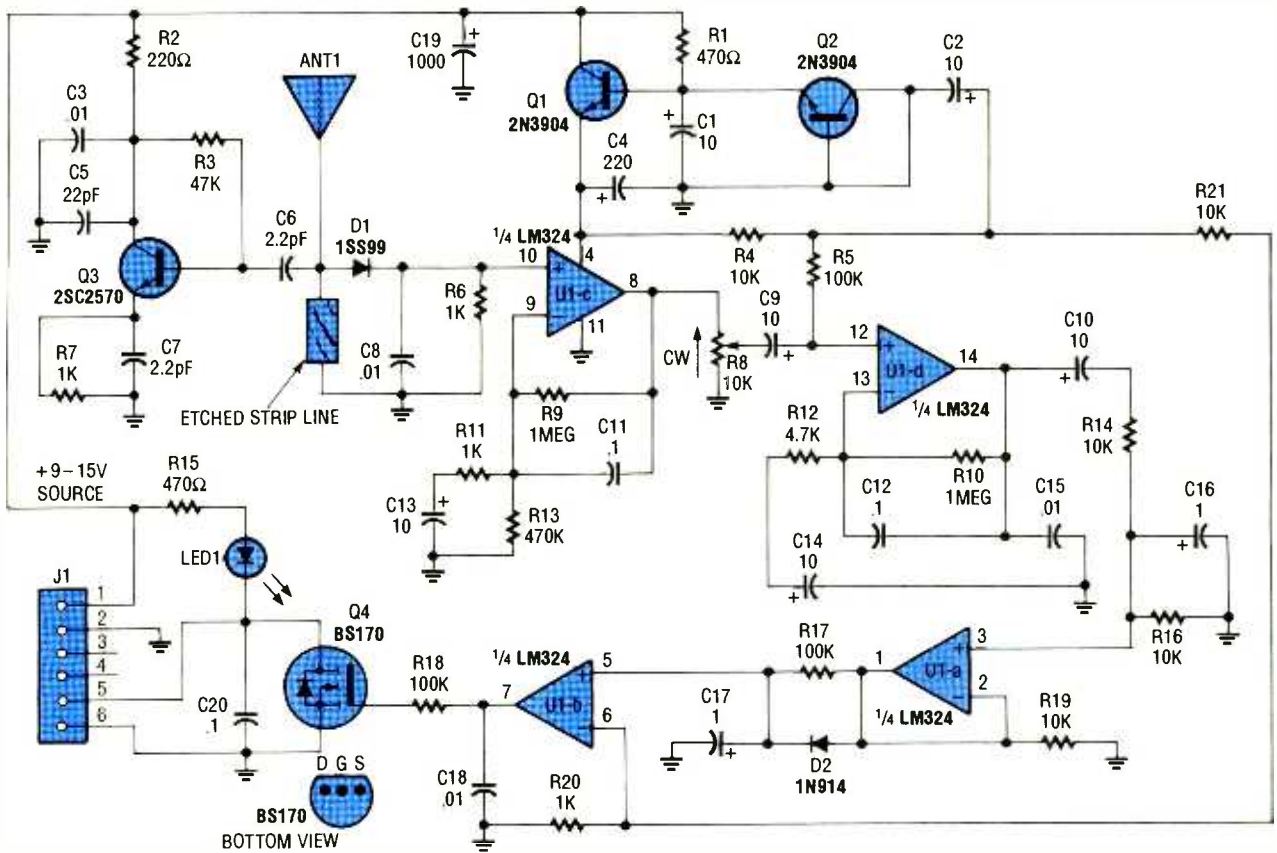 R2
220Ω
C3
.01
C5
22pF
R3
47K
Q3
2SC2570
R7
1K
C7
2.2pF
ANT1
C6
2.2pF
D1
1SS99
ETCHED STRIP LINE
C8
.01
R6
1K
C19
1000
+
Q1
2N3904
R1
470Ω
+
C1
10
C4
220
+
Q2
2N3904
C2
10
+
R21
10K
R4
10K
R5
100K
1/4 LM324
10
+
4
U1-c
8
9
-
11
CW
R8
10K
C9
10
+
R9
1MEG
C11
.1
R11
1K
C13
10
+
R13
470K
12
+
U1-d
14
13
-
1/4 LM324
R12
4.7K
R10
1MEG
C12
.1
C15
.01
C14
10
+
C10
10
+
R14
10K
C16
1
+
R16
10K
+9–15V
SOURCE
R15
470Ω
LED1
J1
1
2
3
4
5
6
C20
.1
Q4
BS170
D G S
BS170
BOTTOM VIEW
R18
100K
1/4 LM324
7
U1-b
5
+
6
-
C18
.01
R20
1K
R17
100K
C17
1
+
D2
1N914
1
U1-a
3
+
2
-
1/4 LM324
R19
10K